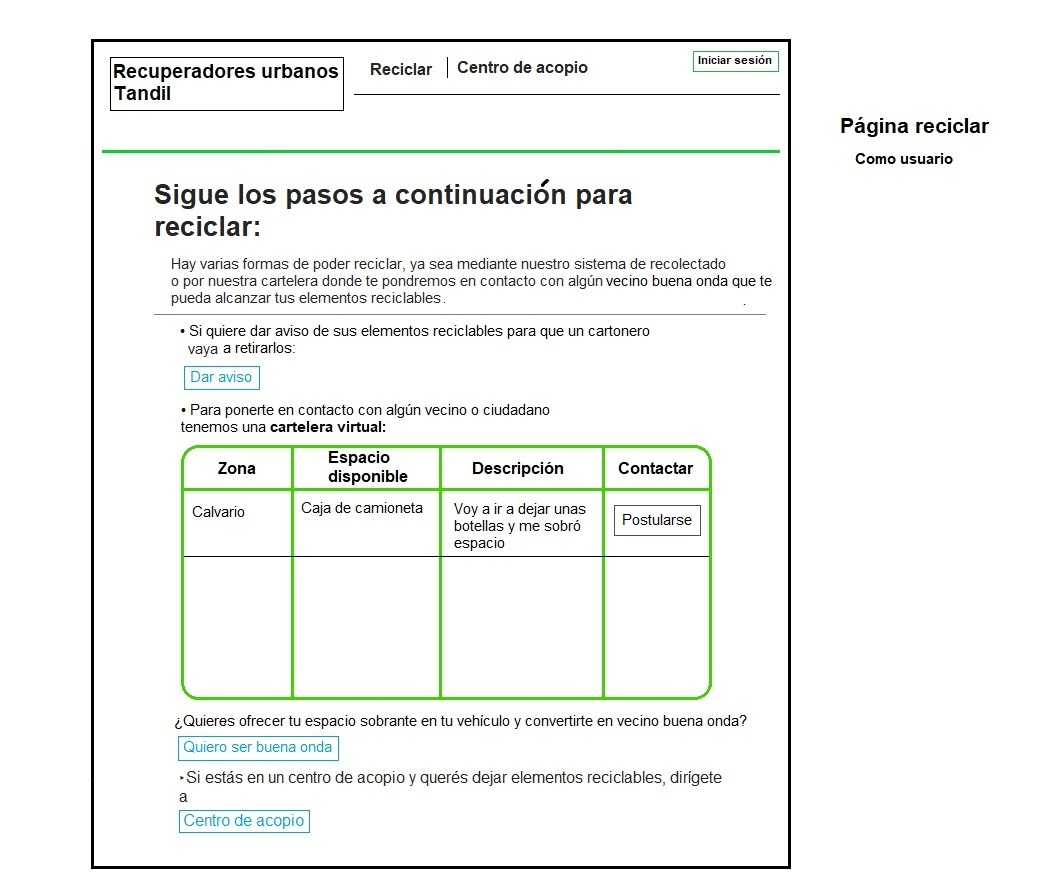 Recuperadores urbanos
Tandil
Reciclar
Centro de acopio
Iniciar sesión
Página reciclar
Como usuario
Sigue los pasos a continuación para
reciclar:
Hay varias formas de poder reciclar, ya sea mediante nuestro sistema de recolectado
o por nuestra cartelera donde te pondremos en contacto con algún vecino buena onda que te
pueda alcanzar tus elementos reciclables.
• Si quiere dar aviso de sus elementos reciclables para que un cartonero
vaya a retirarlos:
Dar aviso
• Para ponerte en contacto con algún vecino o ciudadano
tenemos una cartelera virtual:
Zona
Espacio
disponible
Descripción
Contactar
Calvario
Caja de camioneta
Voy a ir a dejar unas
botellas y me sobró
espacio
Postularse
¿Quieres ofrecer tu espacio sobrante en tu vehículo y convertirte en vecino buena onda?
Quiero ser buena onda
‣Si estás en un centro de acopio y querés dejar elementos reciclables, dirígete
a
Centro de acopio